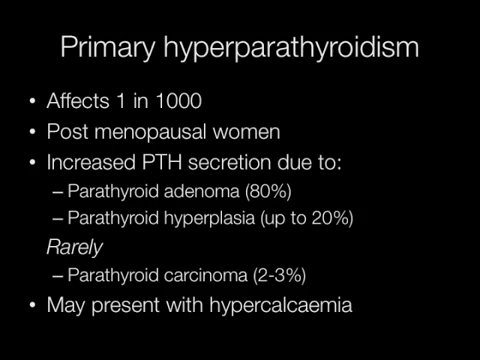 Primary hyperparathyroidism
• Affects 1 in 1000
• Post menopausal women
• Increased PTH secretion due to:
– Parathyroid adenoma (80%)
– Parathyroid hyperplasia (up to 20%)
Rarely
– Parathyroid carcinoma (2-3%)
• May present with hypercalcaemia